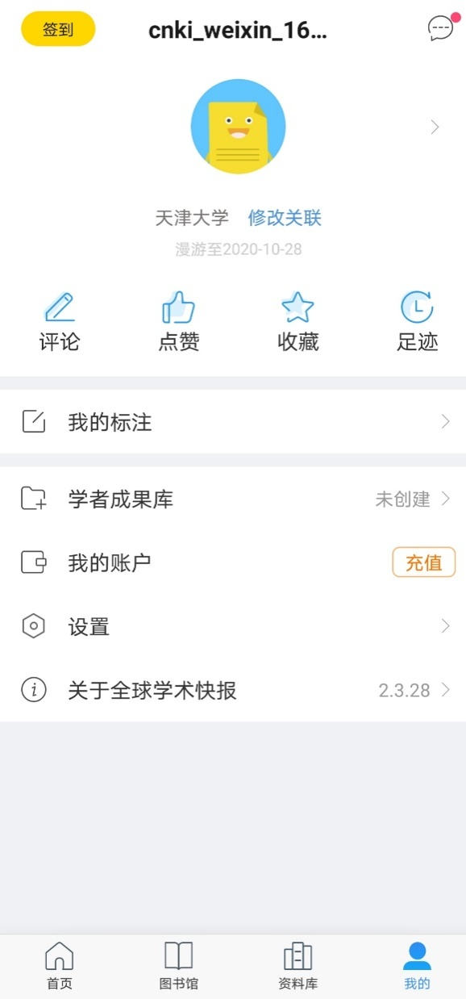 签到
cnki_weixin_16...
天津大学 修改关联
漫游至2020-10-28
评论 点赞 收藏 足迹
我的标注
学者成果库 未创建
我的账户 充值
设置
关于全球学术快报 2.3.28
首页 图书馆 资料库 我的